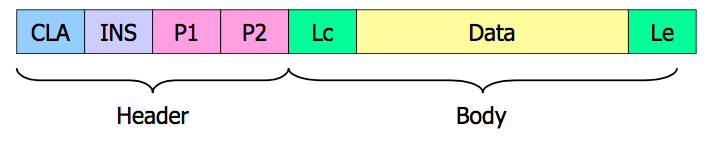 CLA INS P1 P2 Lc Data Le
Header Body